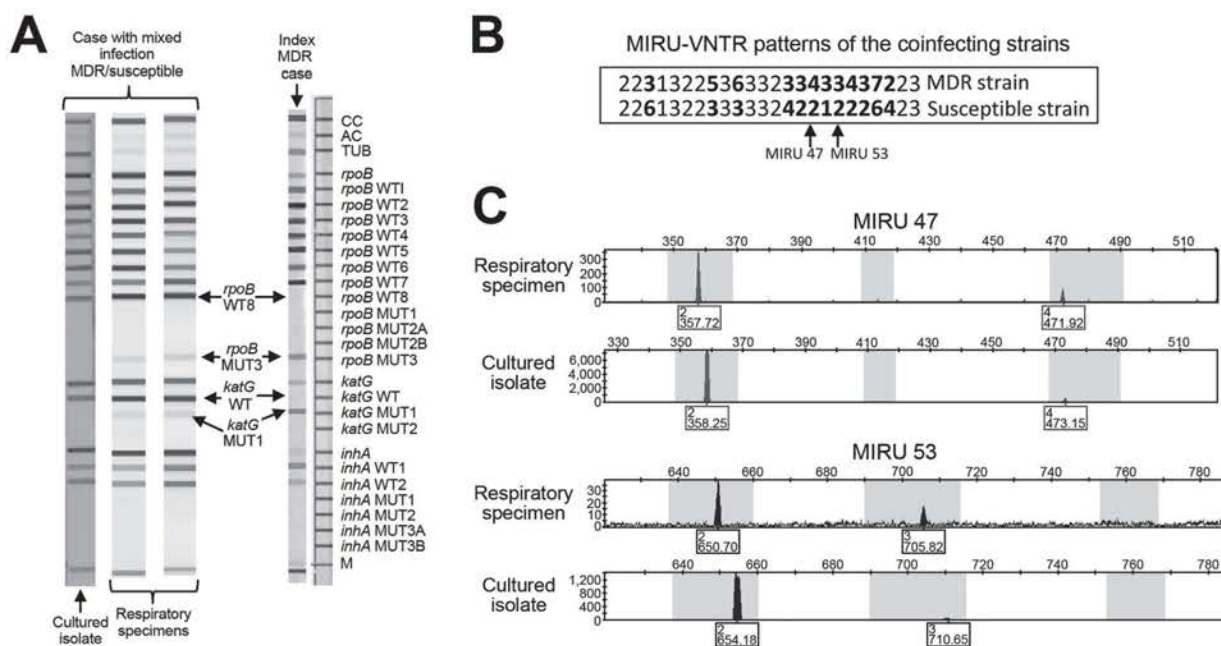 A
Case with mixed
infection
MDR/susceptible
Index
MDR
case
CC
AC
TUB
rpoB
rpoB WTI
rpoB WT2
rpoB WT3
rpoB WT4
rpoB WT5
rpoB WT6
rpoB WT7
rpoB WT8
rpoB MUT1
rpoB MUT2A
rpoB MUT2B
rpoB MUT3
katG
katG WT
katG MUT1
katG MUT2
inhA
inhA WT1
inhA WT2
inhA MUT1
inhA MUT2
inhA MUT3A
inhA MUT3B
M
rpoB
WT8
rpoB
MUT3
katG
WT
katG
MUT1
Cultured
isolate
Respiratory
specimens
B
MIRU-VNTR patterns of the coinfecting strains
223132253633233433437223 MDR strain
226132233333242212226423 Susceptible strain
MIRU 47 MIRU 53
C
MIRU 47
350 370 390 410 430 450 470 490 510
Respiratory
specimen
300
200
100
0
2
357.72
4
471.92
330 350 370 390 410 430 450 470 490
Cultured
isolate
6,000
4,000
2,000
0
2
358.25
4
473.15
MIRU 53
640 660 680 700 720 740 760 780
Respiratory
specimen
30
20
10
0
2
650.70
3
705.82
640 660 680 700 720 740 760 780
Cultured
isolate
1,200
800
400
0
2
654.18
3
710.65